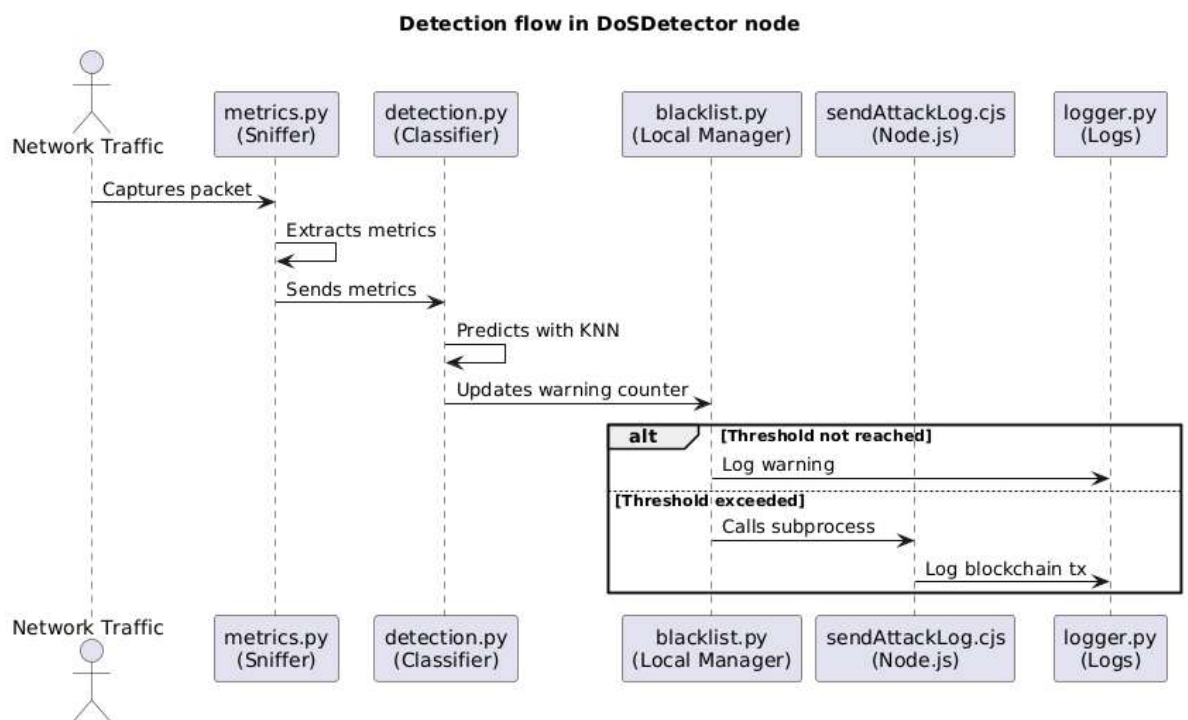 Detection flow in DoSDetector node
Network Traffic
metrics.py
(Sniffer)
detection.py
(Classifier)
blacklist.py
(Local Manager)
sendAttackLog.cjs
(Node.js)
logger.py
(Logs)
Captures packet
Extracts metrics
Sends metrics
Predicts with KNN
Updates warning counter
alt
[Threshold not reached]
Log warning
[Threshold exceeded]
Calls subprocess
Log blockchain tx
Network Traffic
metrics.py
(Sniffer)
detection.py
(Classifier)
blacklist.py
(Local Manager)
sendAttackLog.cjs
(Node.js)
logger.py
(Logs)